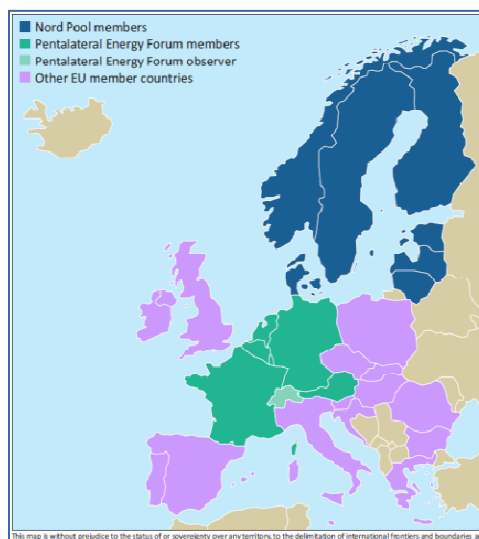 Nord Pool members
Pentalateral Energy Forum members
Pentalateral Energy Forum observer
Other EU member countries
This map is without prejudice to the status of or sovereignty over any territory, to the delimitation of international frontiers and boundaries a